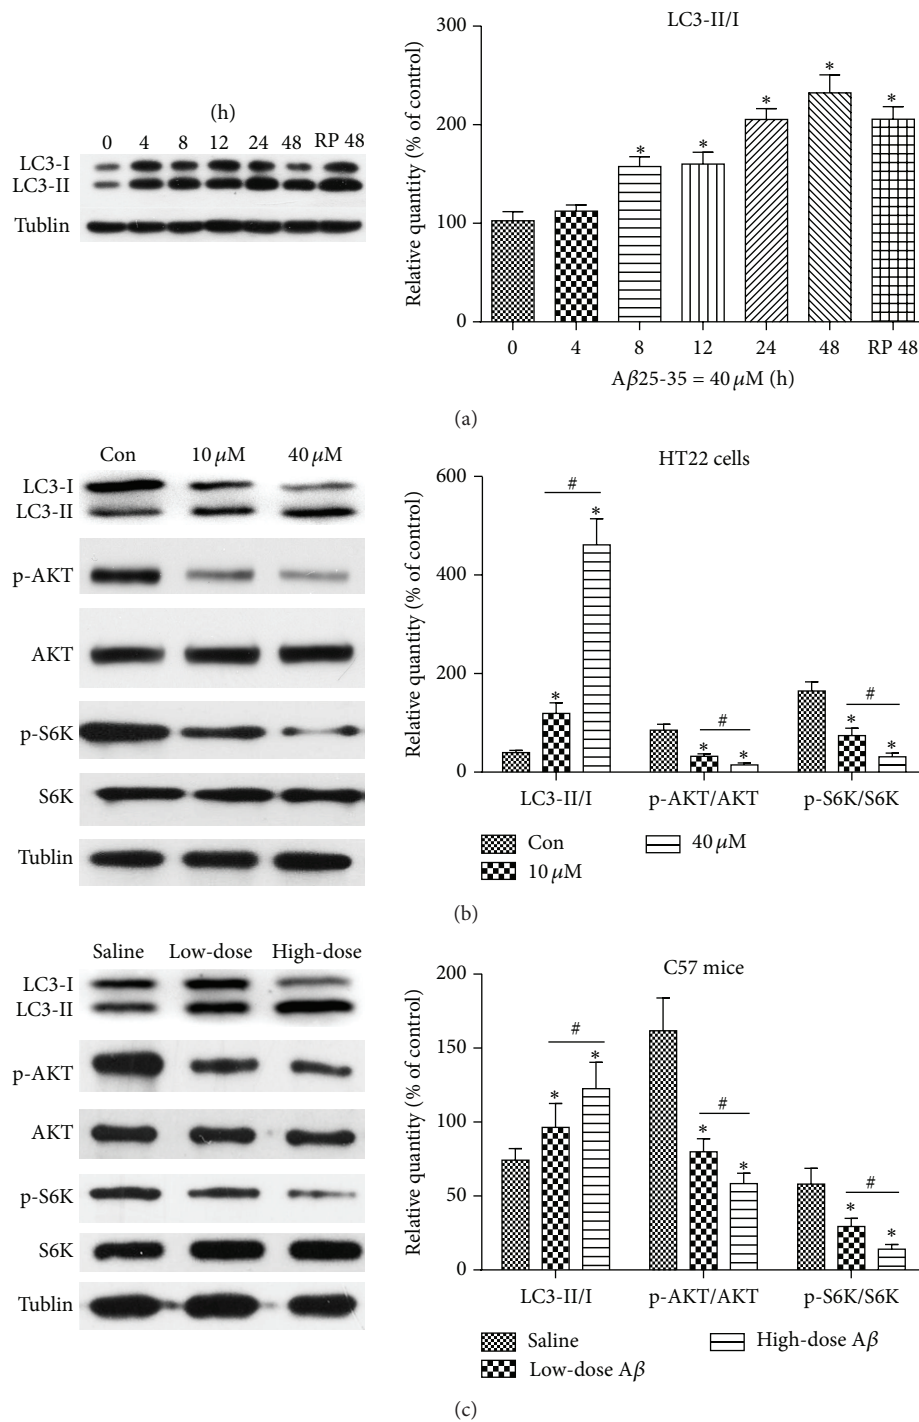 (h)
0 4 8 12 24 48 RP 48
LC3-I
LC3-II
Tublin
LC3-II/I
Relative quantity (% of control)
300
200
100
0
* * * * * *
0 4 8 12 24 48 RP 48
Aβ25-35 = 40 μM (h)
(a)
Con 10 μM 40 μM
LC3-I
LC3-II
p-AKT
AKT
p-S6K
S6K
Tublin
HT22 cells
Relative quantity (% of control)
600
400
200
0
# # #
* * * * * *
LC3-II/I p-AKT/AKT p-S6K/S6K
Con
10 μM
40 μM
(b)
Saline Low-dose High-dose
LC3-I
LC3-II
p-AKT
AKT
p-S6K
S6K
Tublin
C57 mice
Relative quantity (% of control)
200
150
100
50
0
# # #
* * * * * *
LC3-II/I p-AKT/AKT p-S6K/S6K
Saline
Low-dose Aβ
High-dose Aβ
(c)